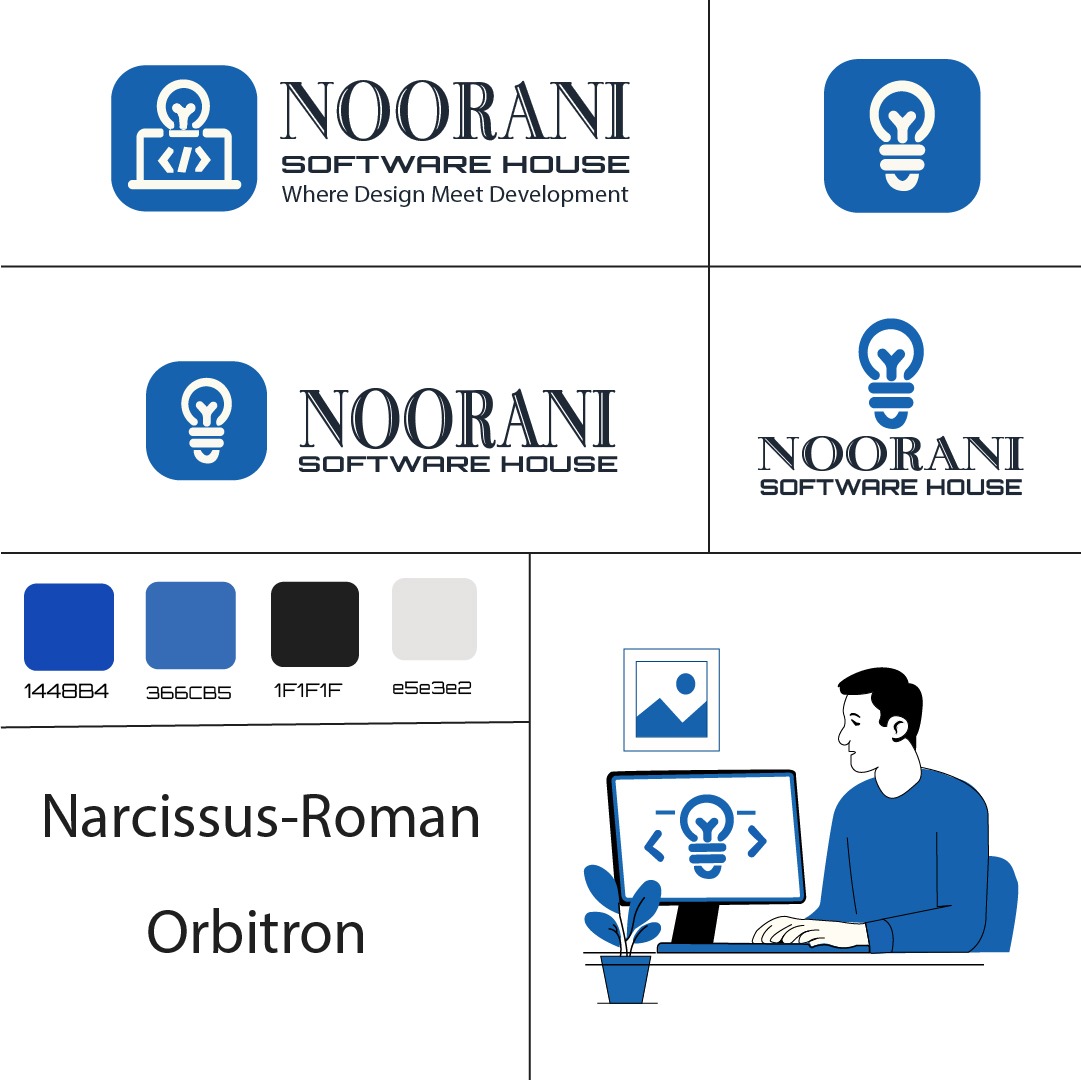 NOORANI
SOFTWARE HOUSE
Where Design Meet Development
</>
NOORANI
SOFTWARE HOUSE
NOORANI
SOFTWARE HOUSE
1448B4
366CB5
1F1F1F
e5e3e2
Narcissus-Roman
Orbitron